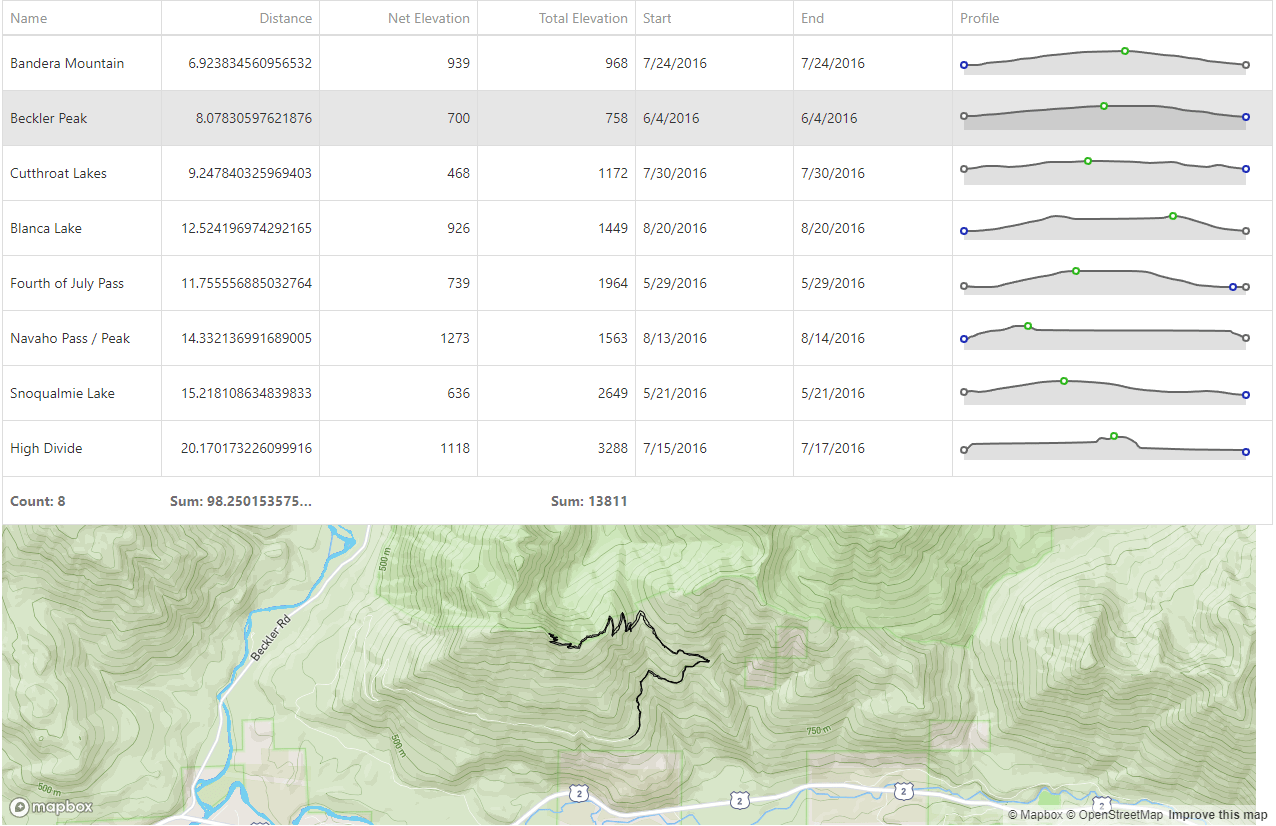 Name Distance Net Elevation Total Elevation Start End Profile
Bandera Mountain 6.923834560956532 939 968 7/24/2016 7/24/2016
Beckler Peak 8.07830597621876 700 758 6/4/2016 6/4/2016
Cutthroat Lakes 9.247840325969403 468 1172 7/30/2016 7/30/2016
Blanca Lake 12.524196974292165 926 1449 8/20/2016 8/20/2016
Fourth of July Pass 11.755556885032764 739 1964 5/29/2016 5/29/2016
Navaho Pass / Peak 14.332136991689005 1273 1563 8/13/2016 8/14/2016
Snoqualmie Lake 15.218108634839833 636 2649 5/21/2016 5/21/2016
High Divide 20.170173226099916 1118 3288 7/15/2016 7/17/2016
Count: 8 Sum: 98.250153575... Sum: 13811
500 m
Beckler Rd
750 m
500 m
500 m
2
2
2
2
mapbox
© Mapbox © OpenStreetMap Improve this map